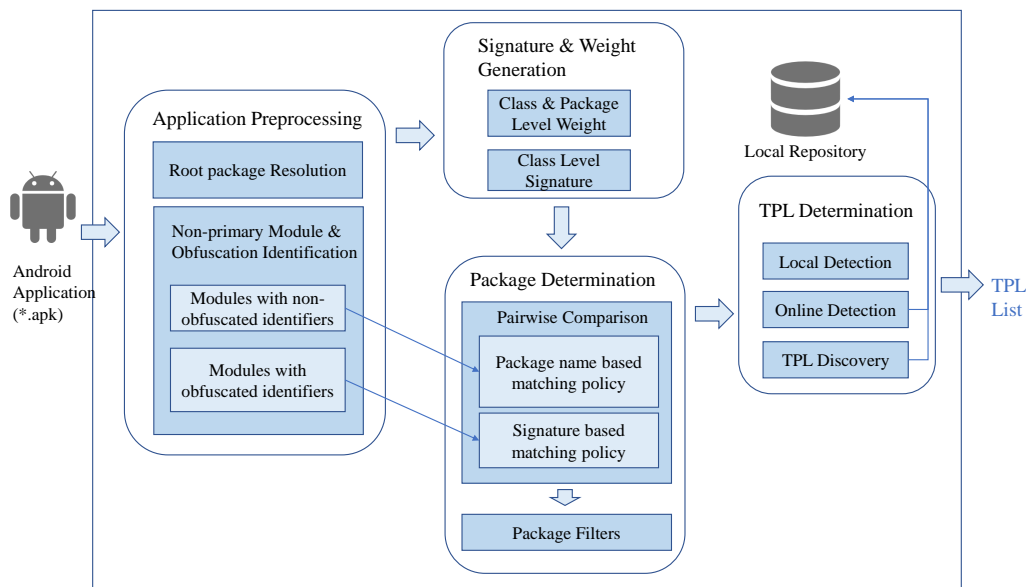 Android
Application
(*.apk)
Application Preprocessing
Root package Resolution
Non-primary Module &
Obfuscation Identification
Modules with non-
obfuscated identifiers
Modules with
obfuscated identifiers
Signature & Weight
Generation
Class & Package
Level Weight
Class Level
Signature
Package Determination
Pairwise Comparison
Package name based
matching policy
Signature based
matching policy
Package Filters
Local Repository
TPL Determination
Local Detection
Online Detection
TPL Discovery
TPL
List